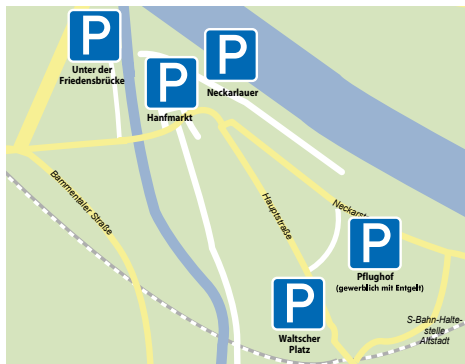 P
Unter der
Friedensbrücke
P
Neckarlauer
P
Hanfmarkt
Bammentaler Straße
Hauptstraße
P
Pflughof
(gewerblich mit Entgelt)
P
Waltscher
Platz
S-Bahn-Halte-
stelle
Altstadt